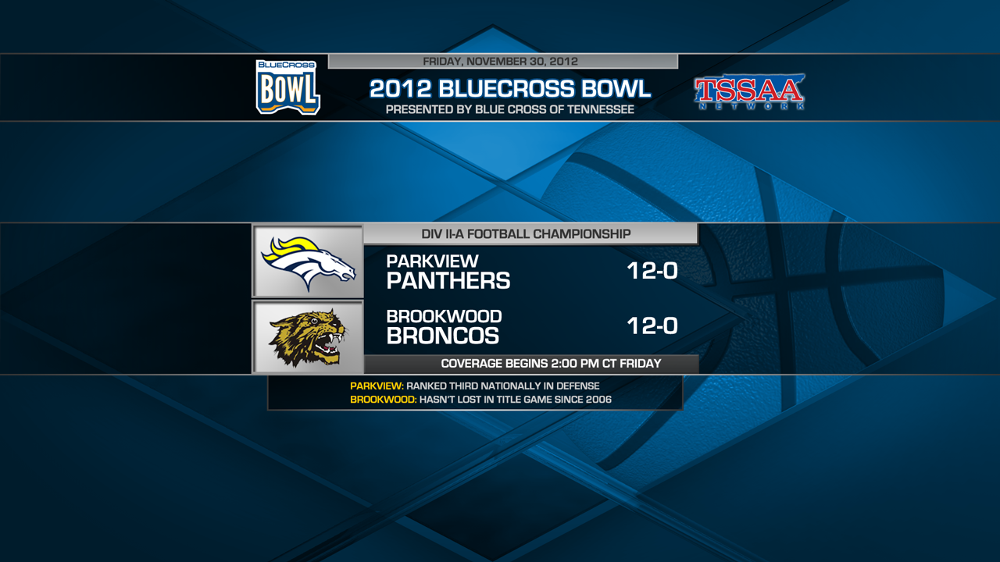 FRIDAY, NOVEMBER 30, 2012
BLUECROSS
BOWL
2012 BLUECROSS BOWL
PRESENTED BY BLUE CROSS OF TENNESSEE
TSSAA
NETWORK
DIV II-A FOOTBALL CHAMPIONSHIP
PARKVIEW
PANTHERS
12-0
BROOKWOOD
BRONCOS
12-0
COVERAGE BEGINS 2:00 PM CT FRIDAY
PARKVIEW: RANKED THIRD NATIONALLY IN DEFENSE
BROOKWOOD: HASN'T LOST IN TITLE GAME SINCE 2006